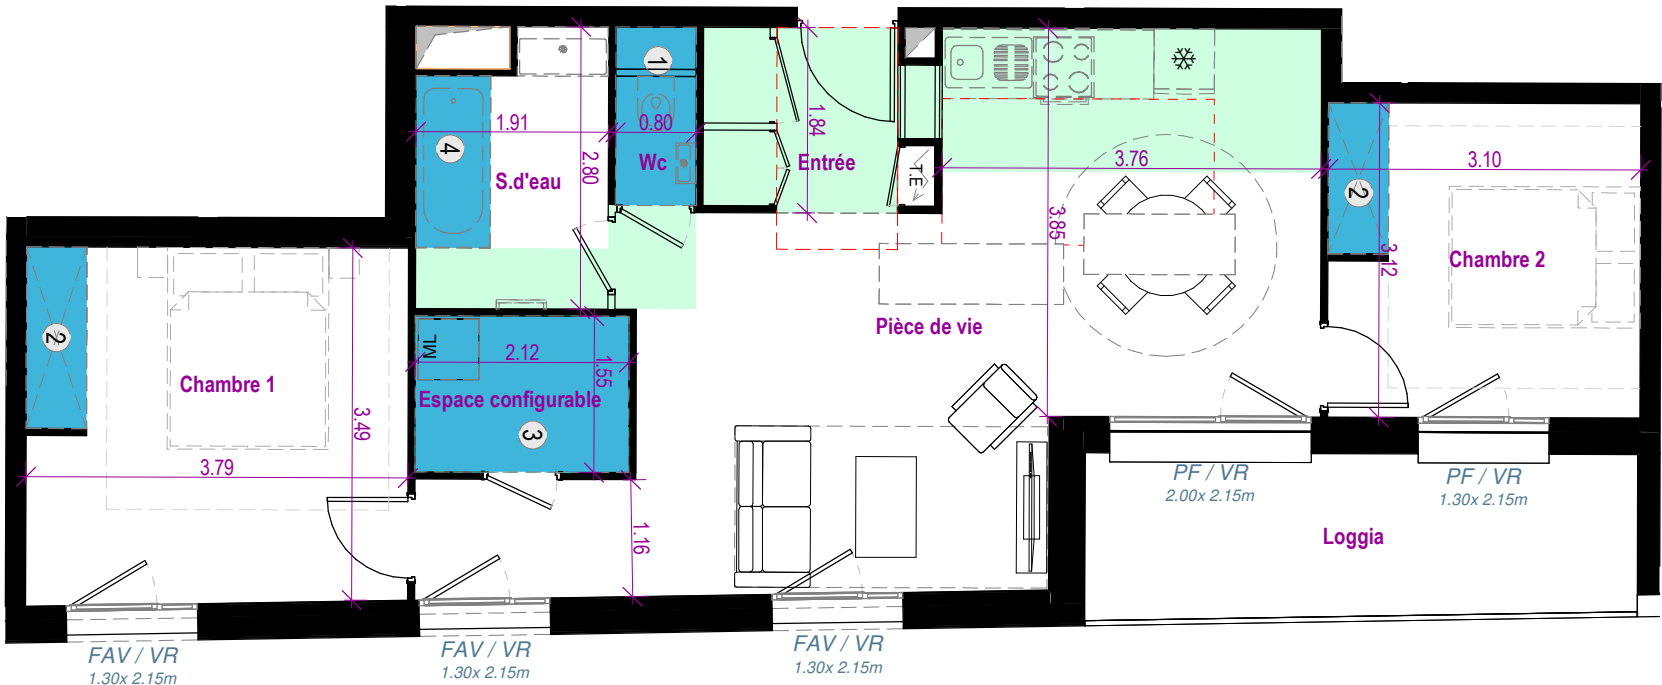 1
1.91
0.80
1.84
4
2.80
S.d'eau
Wc
Entrée
T.E
3.76
3.85
3.10
2
3.12
Chambre 2
Pièce de vie
2
ML
2.12
1.55
Chambre 1
Espace configurable
3
3.49
3.79
1.16
PF / VR
2.00x 2.15m
PF / VR
1.30x 2.15m
Loggia
FAV / VR
1.30x 2.15m
FAV / VR
1.30x 2.15m
FAV / VR
1.30x 2.15m